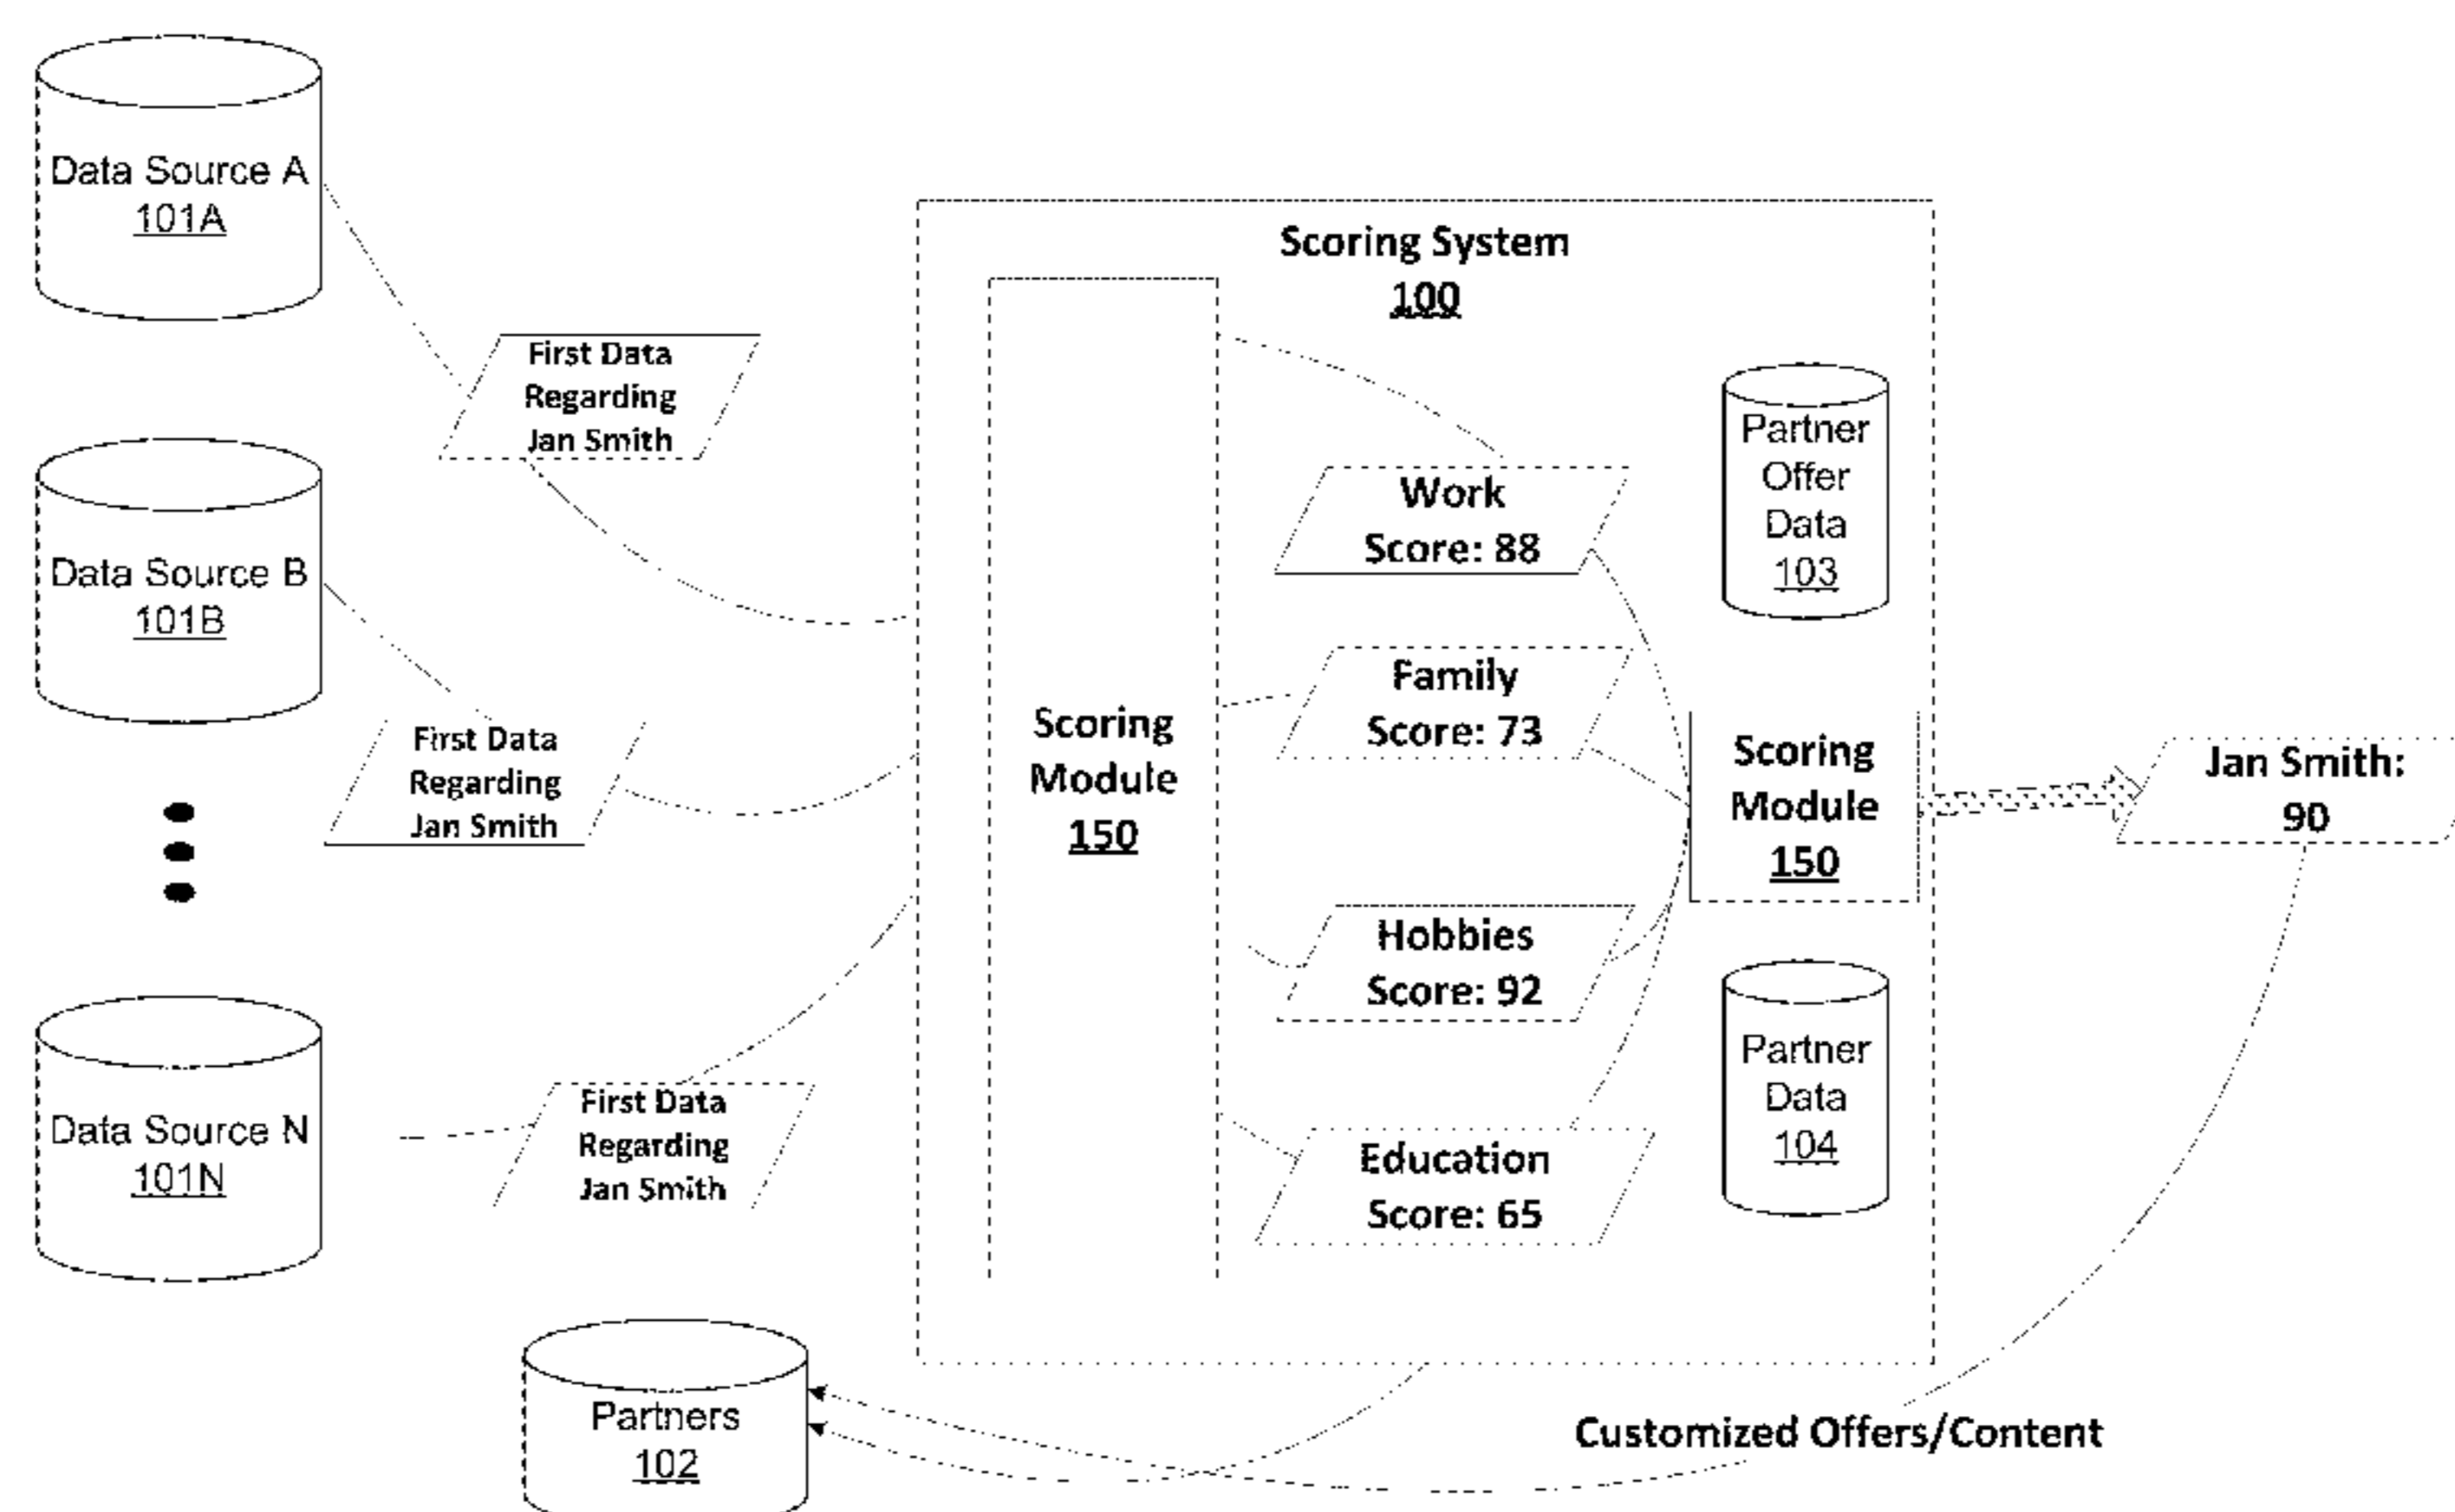 Data Source A
101A
First Data
Regarding
Jan Smith
Data Source B
101B
First Data
Regarding
Jan Smith
Data Source N
101N
First Data
Regarding
Jan Smith
Partners
102
Scoring System
100
Scoring
Module
150
Work
Score: 88
Family
Score: 73
Hobbies
Score: 92
Education
Score: 65
Partner
Offer
Data
103
Scoring
Module
150
Partner
Data
104
Jan Smith:
90
Customized Offers/Content